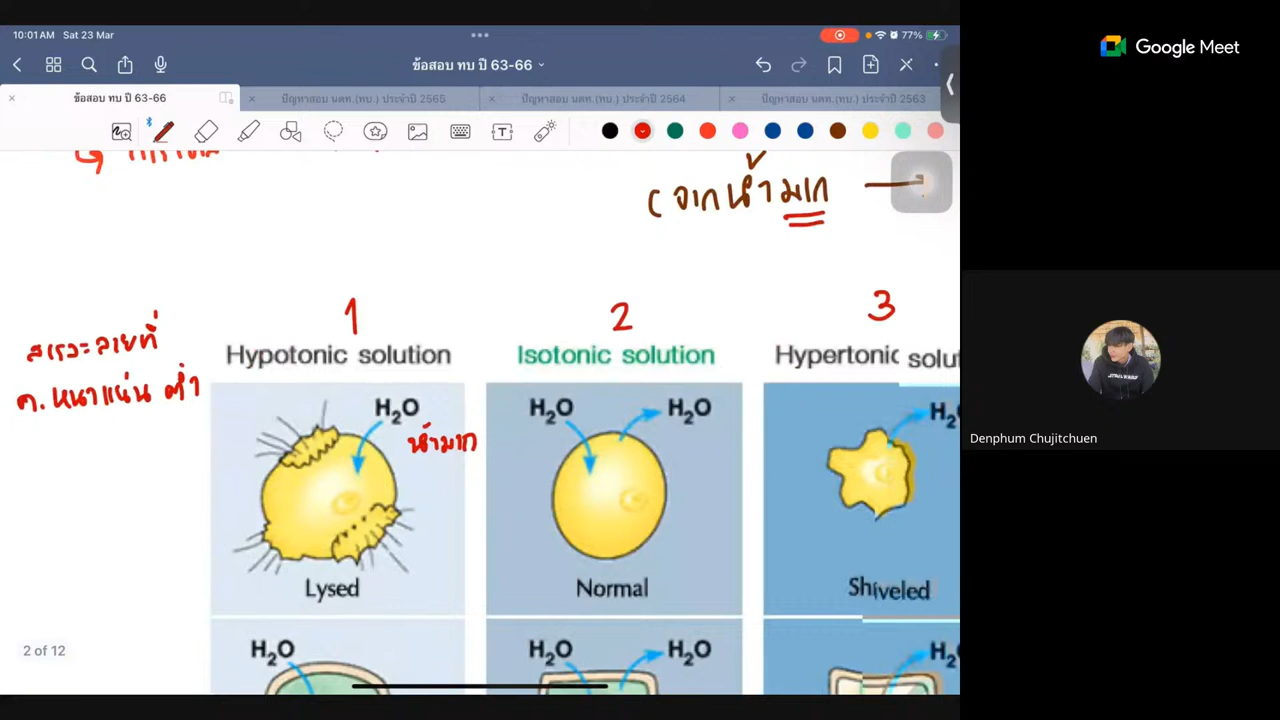 10:01AM Sat 23 Mar
77%
Google Meet
ข้อสอบ ทบ ปี 63-66
ข้อสอบ ทบ ปี 63-66
ปัญหาสอบ นตท.(ทบ.) ประจำปี 2565
ปัญหาสอบ นตท.(ทบ.) ประจำปี 2564
ปัญหาสอบ นตท.(ทบ.) ประจำปี 2563
( จากน้ำมาก
1
2
3
สารละลายที่
ค.หนาแน่น ต่ำ
Hypotonic solution
Isotonic solution
Hypertonic solut
H₂O
น้ำมาก
H₂O
H₂O
H₂O
Lysed
Normal
Shiveled
H₂O
H₂O
H₂O
H₂O
2 of 12
Denphum Chujitchuen